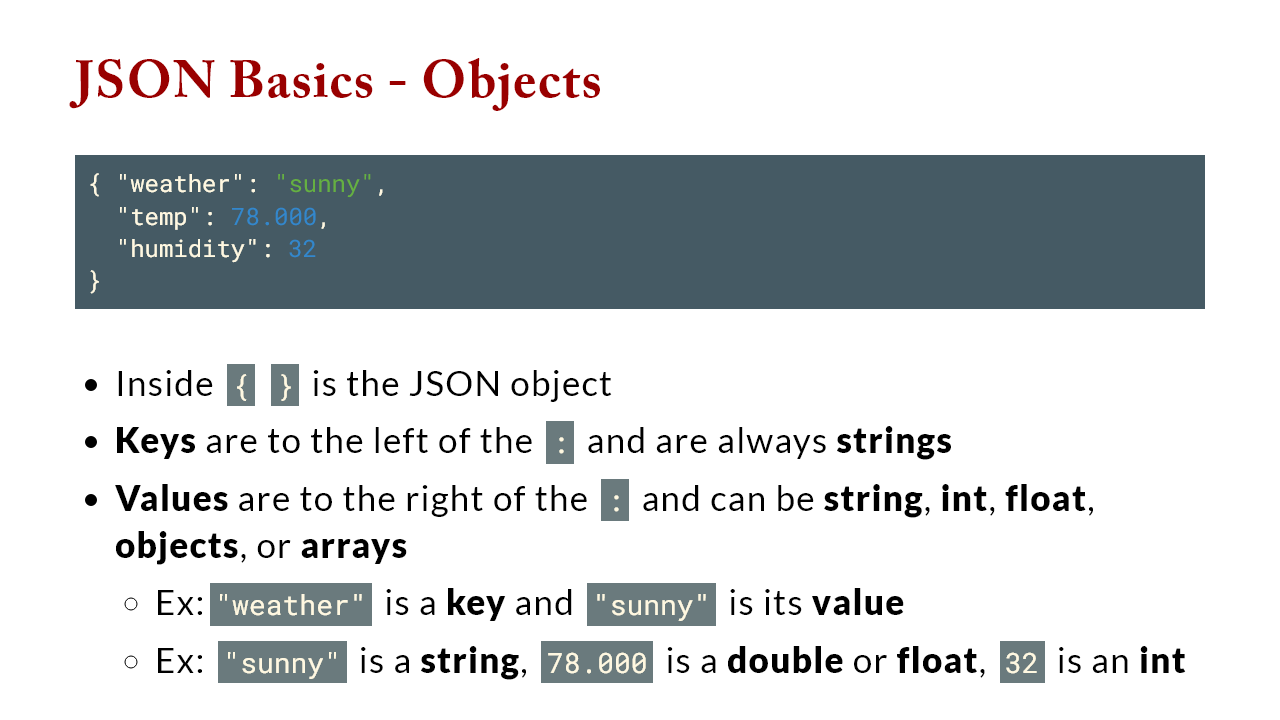 JSON Basics - Objects
{ "weather": "sunny",
"temp": 78.000,
"humidity": 32
}
• Inside { } is the JSON object
• Keys are to the left of the : and are always strings
• Values are to the right of the : and can be string, int, float,
objects, or arrays
○ Ex: "weather" is a key and "sunny" is its value
○ Ex: "sunny" is a string, 78.000 is a double or float, 32 is an int